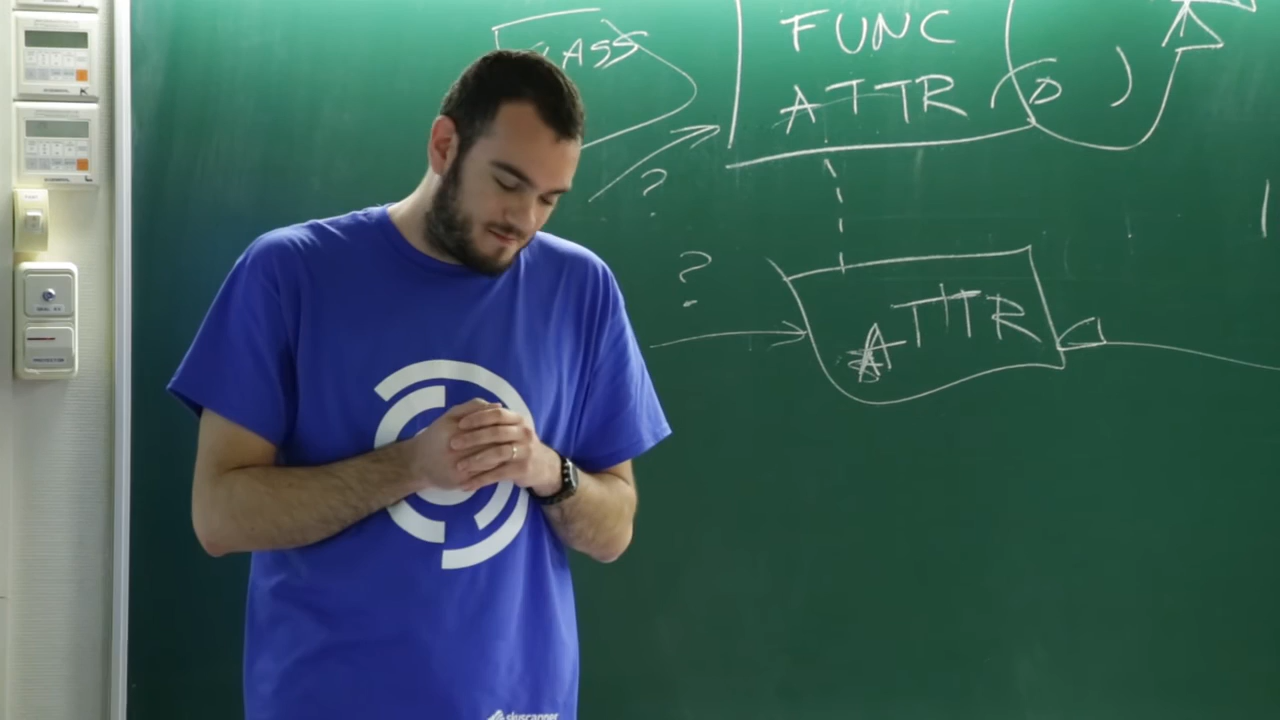 CLASS
FUNC
ATTR ( )
?
?
ATTR
skyscanner